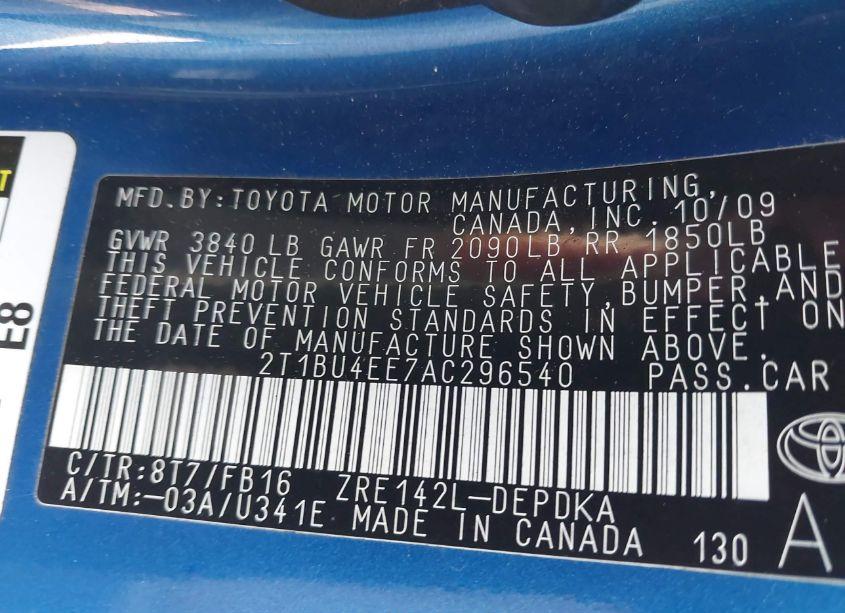 MFD. BY: TOYOTA MOTOR MANUFACTURING,
CANADA, INC. 10/09
GVWR 3840 LB GAWR FR 2090LB RR 1850LB
THIS VEHICLE CONFORMS TO ALL APPLICABLE
FEDERAL MOTOR VEHICLE SAFETY, BUMPER, AND
THEFT PREVENTION STANDARDS IN EFFECT ON
THE DATE OF MANUFACTURE SHOWN ABOVE.
2T1BU4EE7AC296540 PASS.CAR
C/TR:8T7/FB16 ZRE142L-DEPDKA
A/TM:-03A/U341E MADE IN CANADA 130 A
T
E8